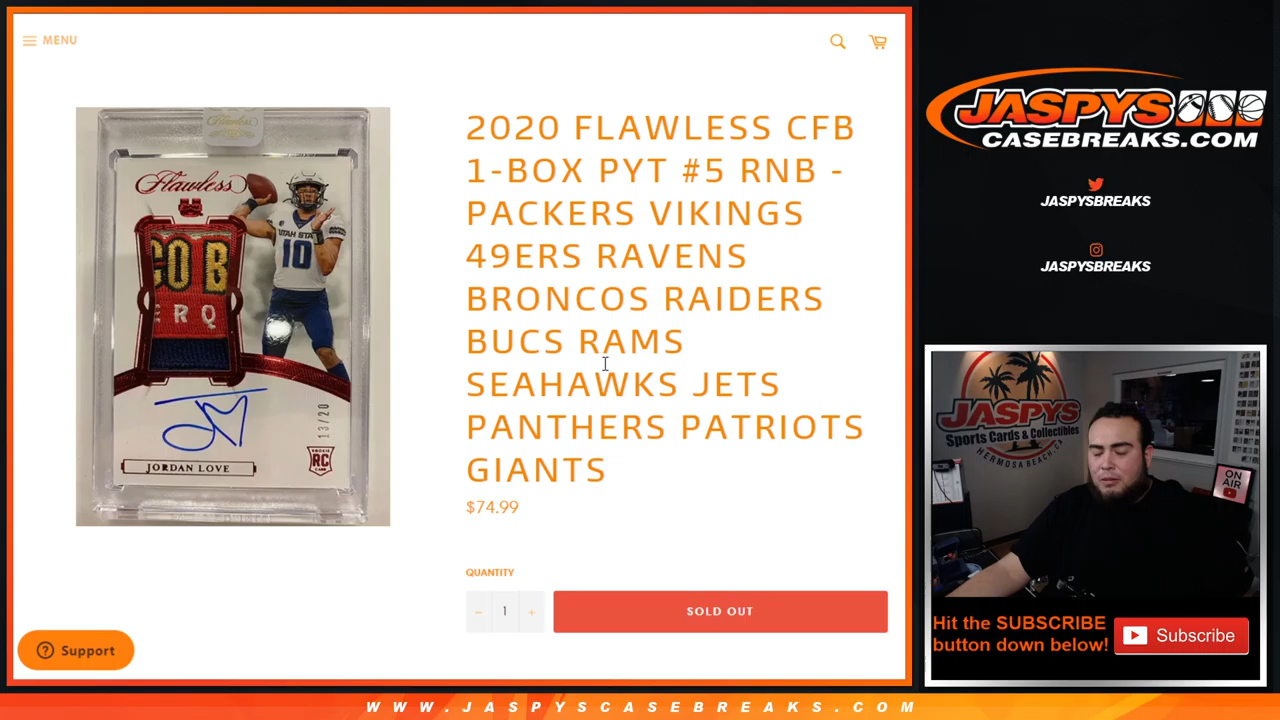 MENU
2020 FLAWLESS CFB
1-BOX PYT #5 RNB -
PACKERS VIKINGS
49ERS RAVENS
BRONCOS RAIDERS
BUCS RAMS
SEAHAWKS JETS
PANTHERS PATRIOTS
GIANTS
$74.99
QUANTITY
1
SOLD OUT
Support
Flawless
UTAH STATE
10
GO B
ERQ
13/20
RC
JORDAN LOVE
JASPYS
CASEBREAKS.COM
JASPYSBREAKS
JASPYSBREAKS
JASPYS
Sports Cards & Collectibles
HERMOSA BEACH, CA
ON
AIR
Hit the SUBSCRIBE
button down below!
Subscribe
WWW.JASPYSCASEBREAKS.COM